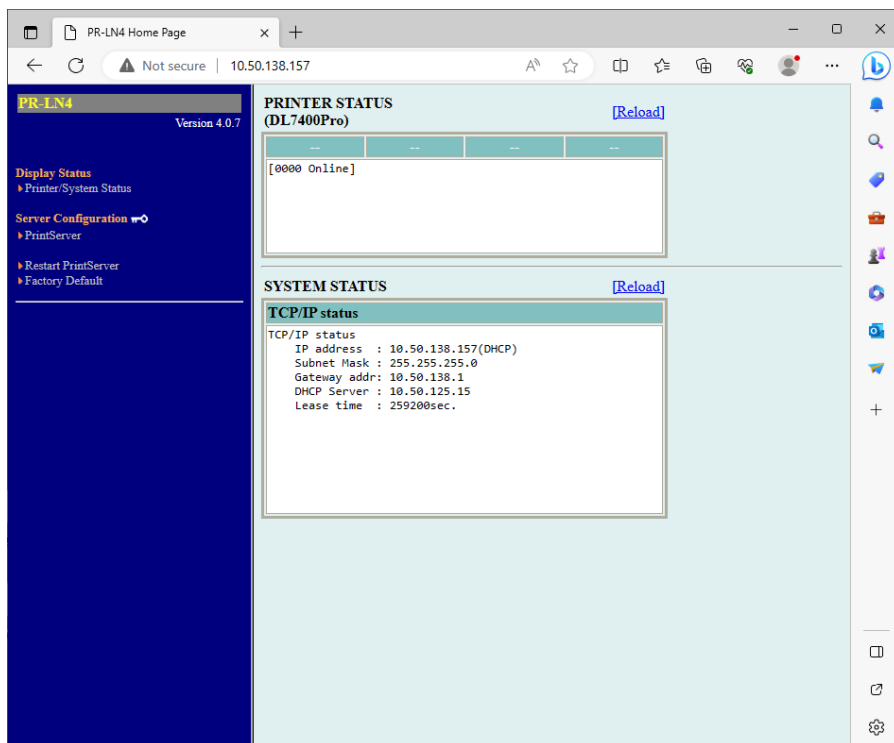 PR-LN4 Home Page
Not secure
10.50.138.157
PR-LN4
Version 4.0.7
Display Status
Printer/System Status
Server Configuration
PrintServer
Restart PrintServer
Factory Default
PRINTER STATUS
(DL7400Pro)
[Reload]
-- -- -- --
[0000 Online]
SYSTEM STATUS
[Reload]
TCP/IP status
TCP/IP status
IP address : 10.50.138.157(DHCP)
Subnet Mask : 255.255.255.0
Gateway addr: 10.50.138.1
DHCP Server : 10.50.125.15
Lease time : 259200sec.